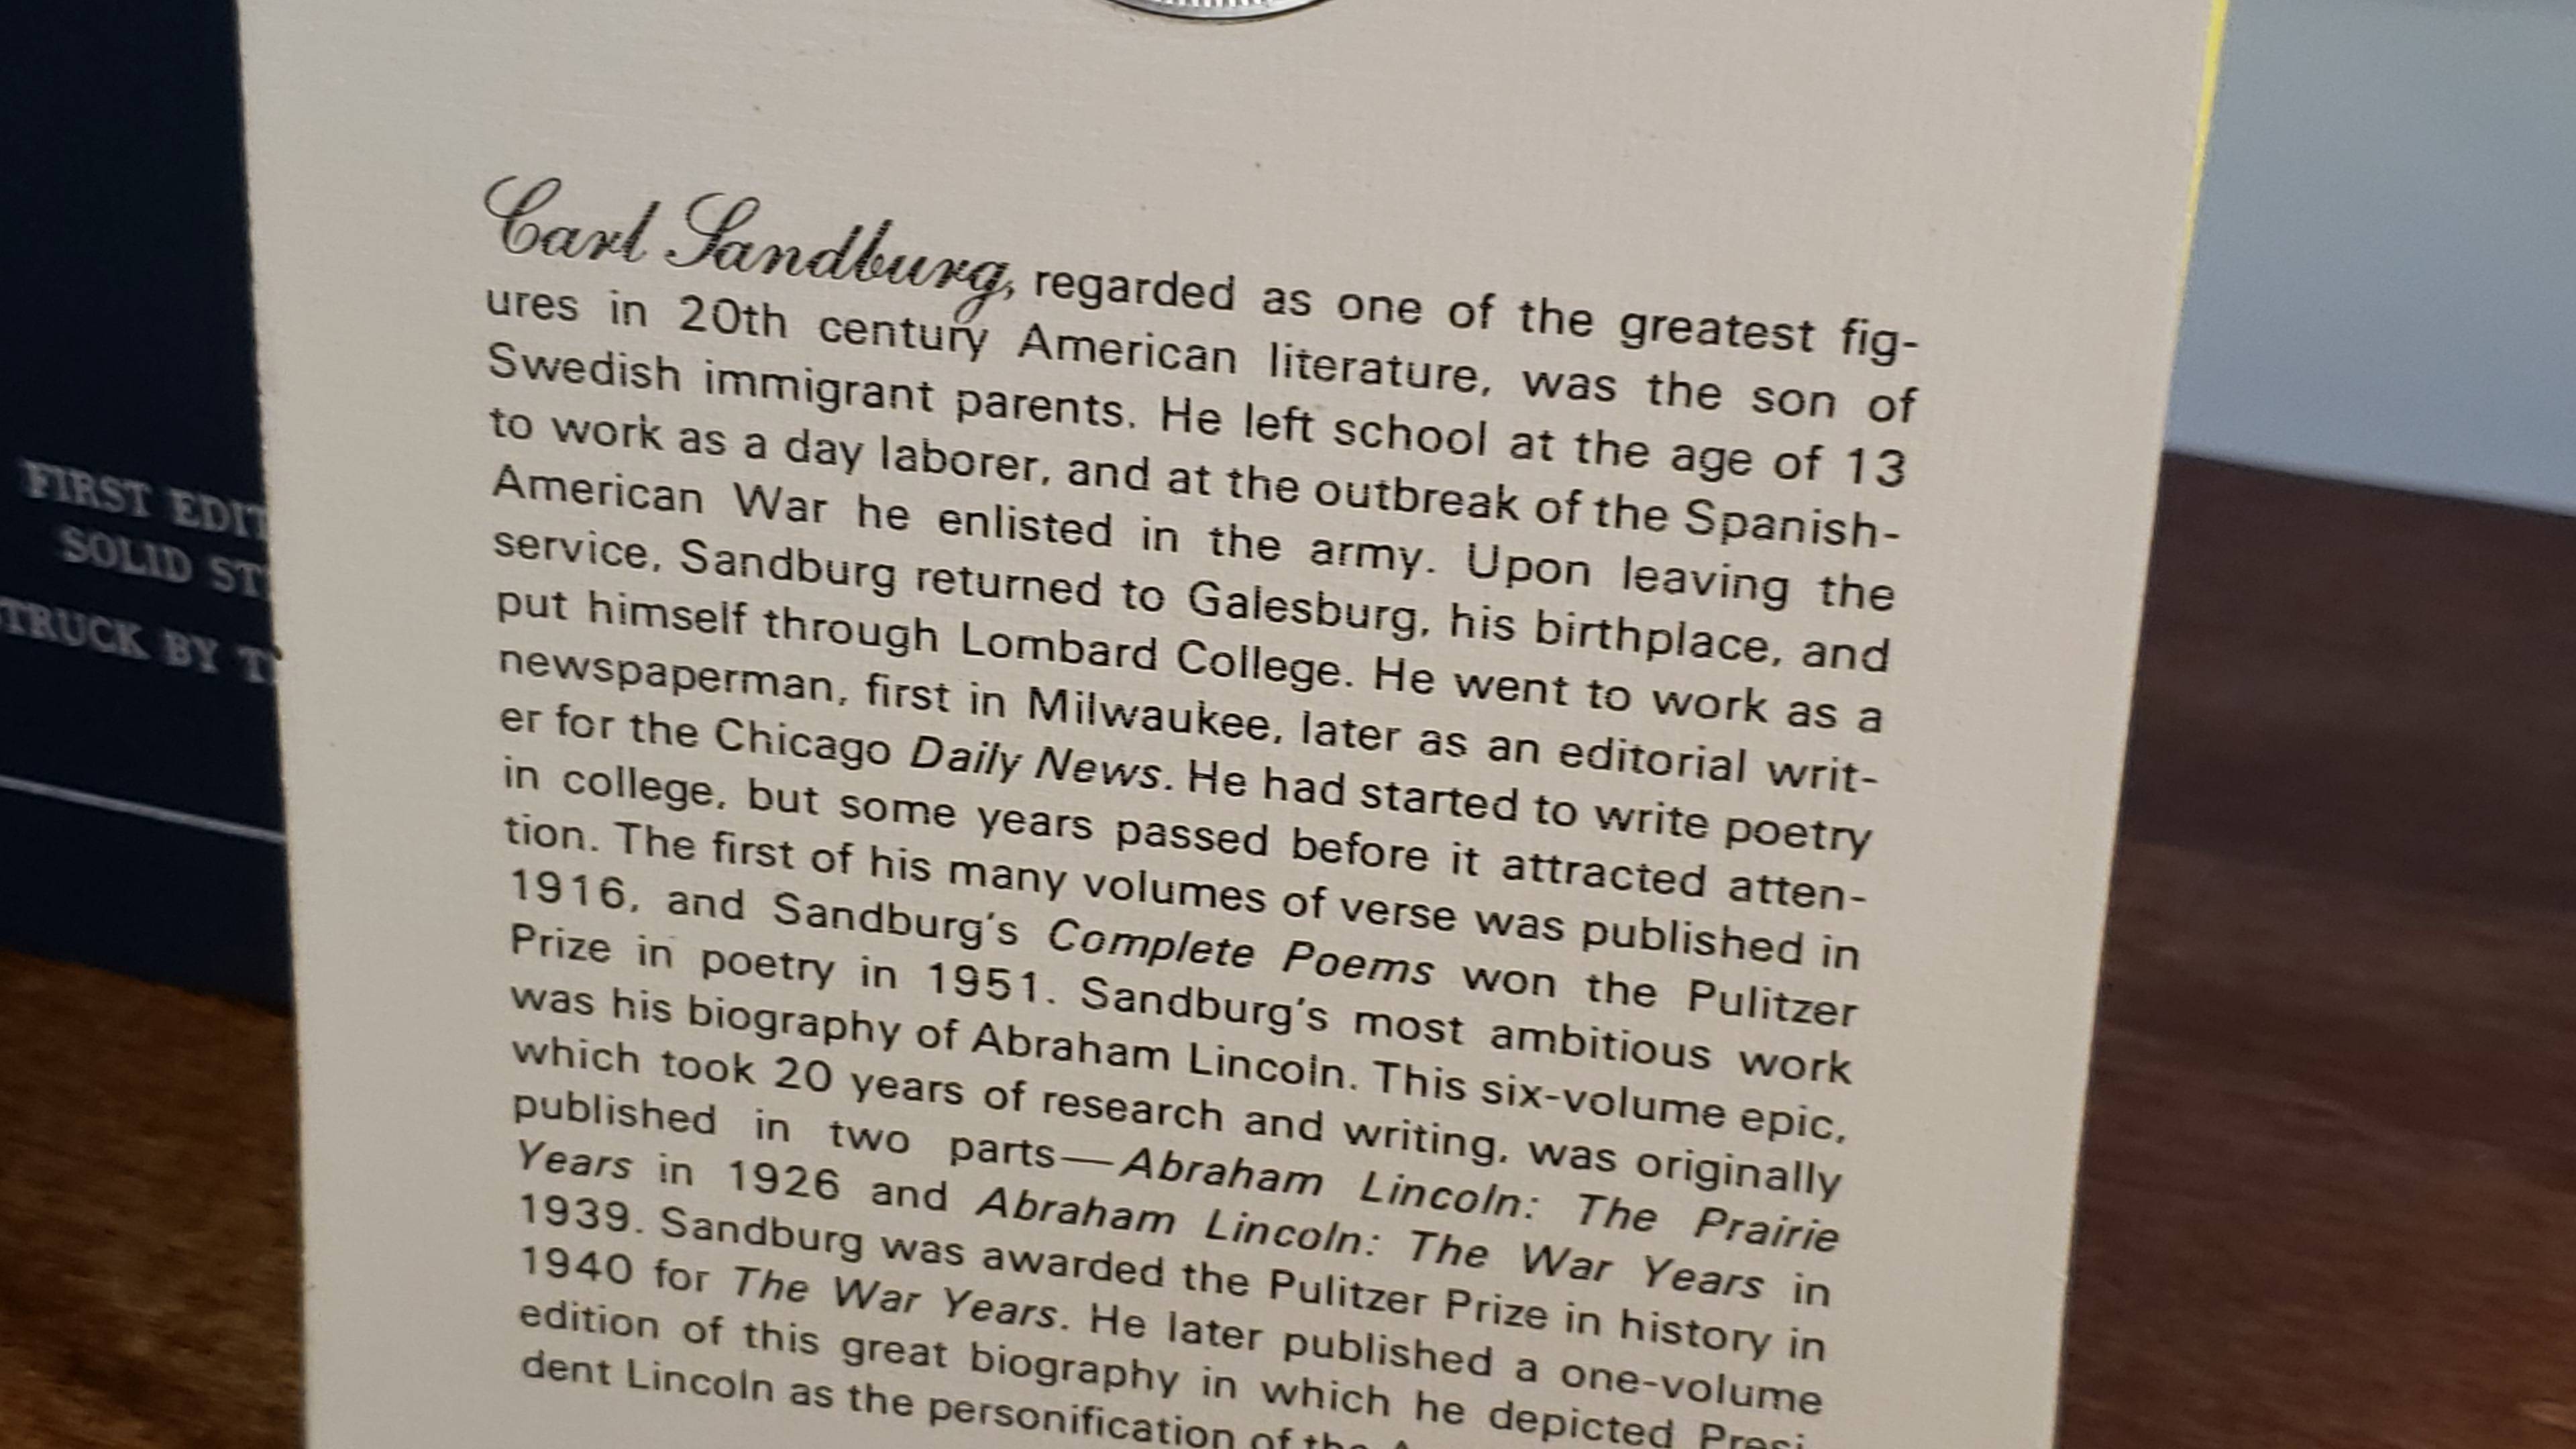 FIRST EDIT
SOLID ST
TRUCK BY T
Carl Sandburg, regarded as one of the greatest fig-
ures in 20th century American literature, was the son of
Swedish immigrant parents. He left school at the age of 13
to work as a day laborer, and at the outbreak of the Spanish-
American War he enlisted in the army. Upon leaving the
service, Sandburg returned to Galesburg, his birthplace, and
put himself through Lombard College. He went to work as a
newspaperman, first in Milwaukee, later as an editorial writ-
er for the Chicago Daily News. He had started to write poetry
in college, but some years passed before it attracted atten-
tion. The first of his many volumes of verse was published in
1916, and Sandburg's Complete Poems won the Pulitzer
Prize in poetry in 1951. Sandburg's most ambitious work
was his biography of Abraham Lincoln. This six-volume epic,
which took 20 years of research and writing, was originally
published in two parts—Abraham Lincoln: The Prairie
Years in 1926 and Abraham Lincoln: The War Years in
1939. Sandburg was awarded the Pulitzer Prize in history in
1940 for The War Years. He later published a one-volume
edition of this great biography in which he depicted Presi-
dent Lincoln as the personification of the